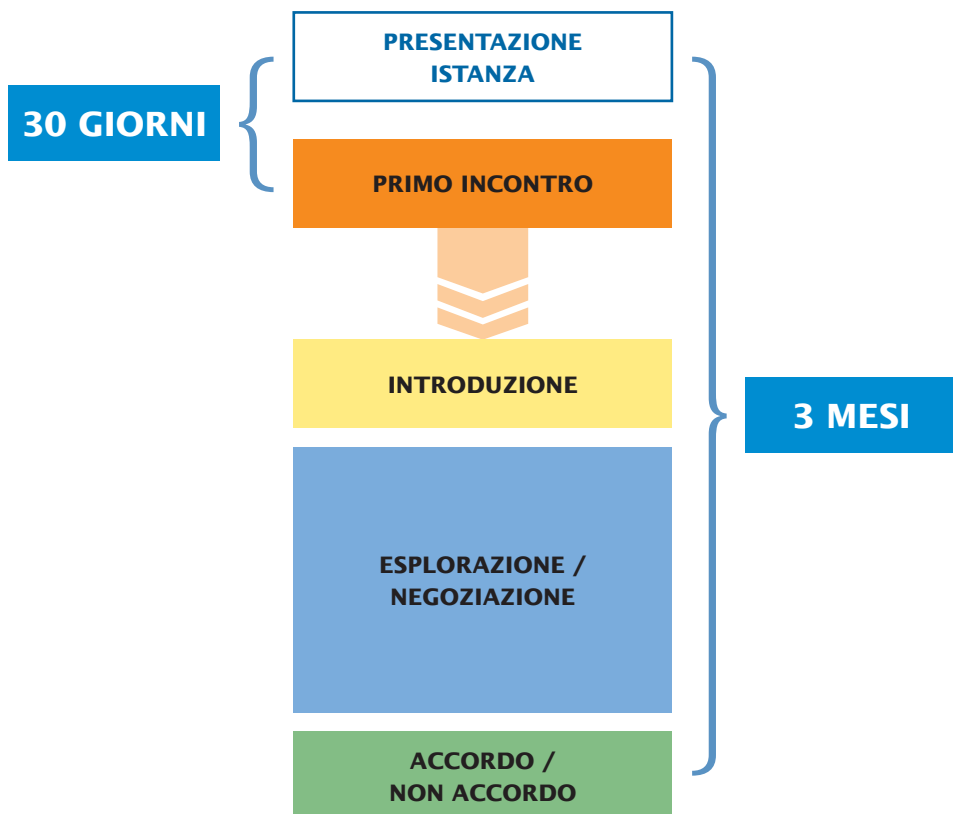 PRESENTAZIONE
ISTANZA
30 GIORNI
PRIMO INCONTRO
INTRODUZIONE
3 MESI
ESPLORAZIONE /
NEGOZIAZIONE
ACCORDO /
NON ACCORDO